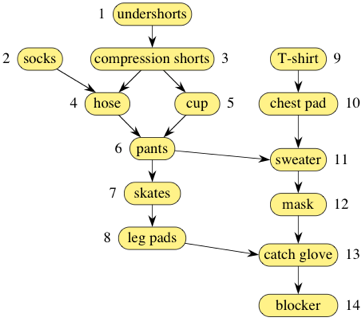 1 undershorts
2 socks compression shorts 3 T-shirt 9
4 hose cup 5 chest pad 10
6 pants sweater 11
7 skates mask 12
8 leg pads catch glove 13
blocker 14